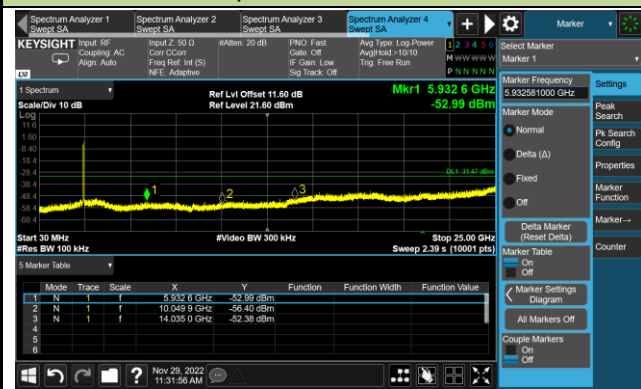 Spectrum Analyzer 1 Swept SA
Spectrum Analyzer 2 Swept SA
Spectrum Analyzer 3 Swept SA
Spectrum Analyzer 4 Swept SA
Marker
KEYSIGHT
Input: RF
Coupling: AC
Align: Auto
Input Z: 50 Ω
Corr CCorr
Freq Ref: Int (S)
NFE: Adaptive
#Atten: 20 dB
PNO: Fast
Gate: Off
IF Gain: Low
Sig Track: Off
Avg Type: Log-Power
Avg|Hold:>10/10
Trig: Free Run
1 2 3 4 5 6
M W W W W W
P N N N N N
LXI
Select Marker
Marker 1
1 Spectrum
Scale/Div 10 dB
Ref Lvl Offset 11.60 dB
Ref Level 21.60 dBm
Mkr1 5.932 6 GHz
-52.99 dBm
Log
11.6
1.60
-8.40
-18.4
-28.4
-38.4
-48.4
-58.4
-68.4
DL1 -31.47 dBm
1
2
3
Start 30 MHz
#Res BW 100 kHz
#Video BW 300 kHz
Stop 25.00 GHz
Sweep 2.39 s (10001 pts)
5 Marker Table
Mode Trace Scale X Y Function Function Width Function Value
1 N 1 f 5.932 6 GHz -52.99 dBm
2 N 1 f 10.049 9 GHz -56.40 dBm
3 N 1 f 14.035 0 GHz -52.38 dBm
4
5
6
Marker Frequency
5.932581000 GHz
Marker Mode
Normal
Delta (Δ)
Fixed
Off
Delta Marker
(Reset Delta)
Marker Table
On
Off
Marker Settings
Diagram
All Markers Off
Couple Markers
On
Off
Settings
Peak
Search
Pk Search
Config
Properties
Marker
Function
Marker→
Counter
?
Nov 29, 2022
11:31:56 AM